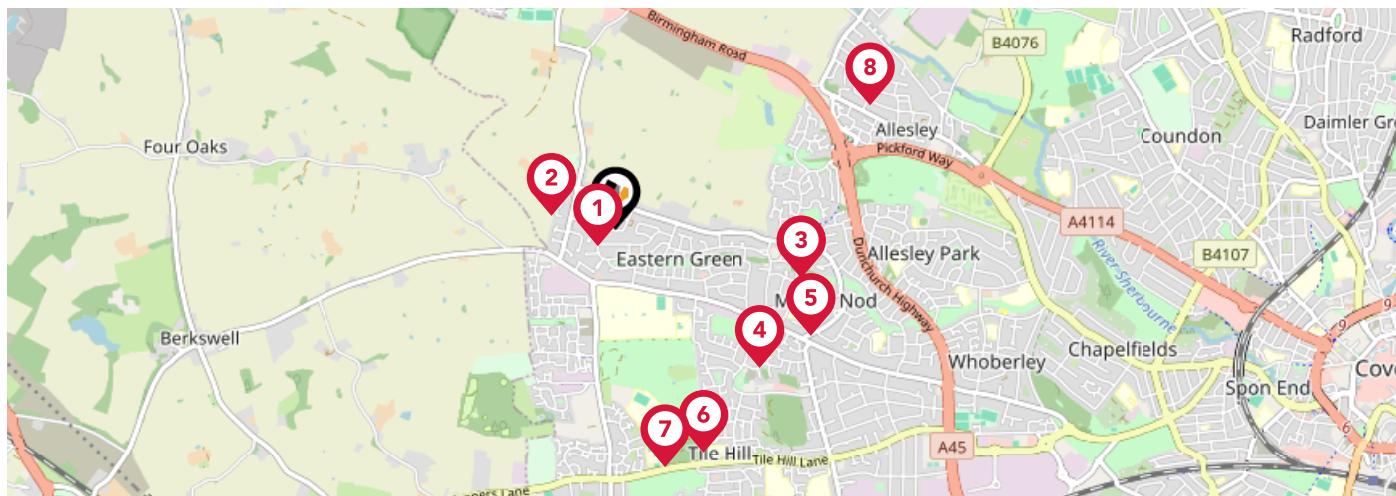 Birmingham Road
B4076
Radford
8
Allesley
Coundon
Daimler Gr
Four Oaks
Pickford Way
2
1
A4114
3
Eastern Green
Allesley Park
B4107
River Sherbourne
5
Nod
Dunchurch Highway
4
Berkswell
Whoberley
Chapelfields
9
9
Cov
Spon End
6
7
6
Tile Hill
Tile Hill Lane
A45
Lane